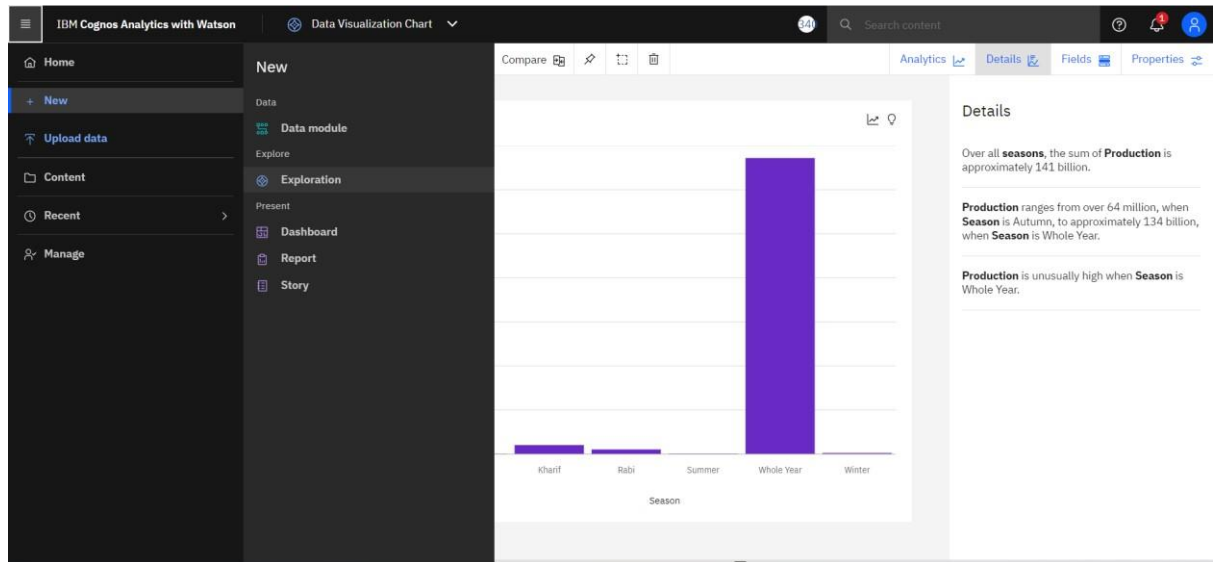 IBM Cognos Analytics with Watson
Data Visualization Chart
Search content
1
Home
New
Upload data
Content
Recent
Manage
New
Data
Data module
Explore
Exploration
Present
Dashboard
Report
Story
Compare
Analytics
Details
Fields
Properties
Kharif
Rabi
Summer
Whole Year
Winter
Season
Details
Over all seasons, the sum of Production is
approximately 141 billion.
Production ranges from over 64 million, when
Season is Autumn, to approximately 134 billion,
when Season is Whole Year.
Production is unusually high when Season is
Whole Year.